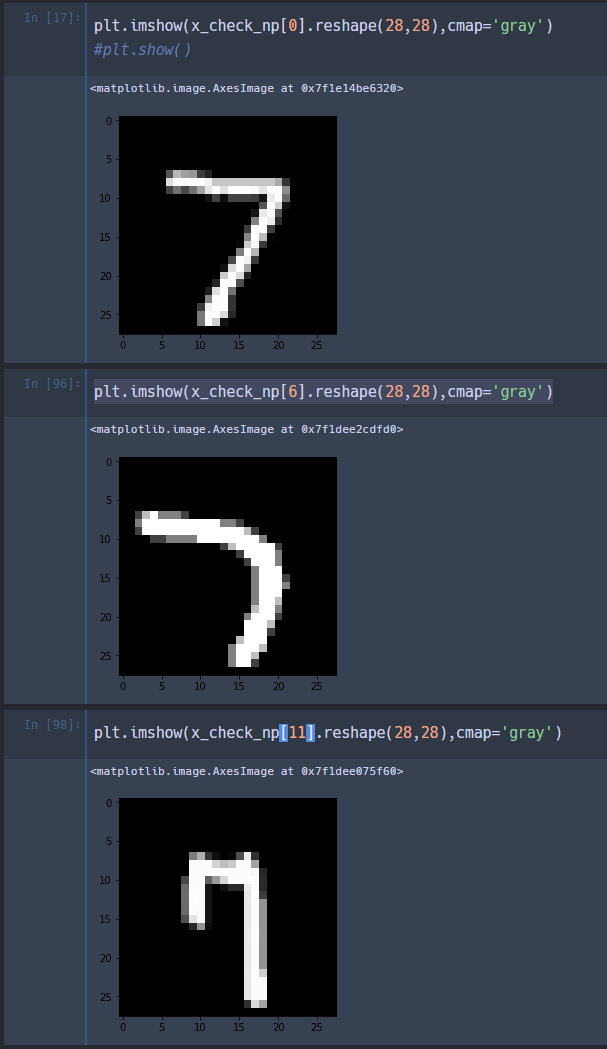 In [17]: plt.imshow(x_check_np[0].reshape(28,28),cmap='gray')
#plt.show()
<matplotlib.image.AxesImage at 0x7f1e14be6320>
0
5
10
15
20
25
0 5 10 15 20 25
7
In [96]: plt.imshow(x_check_np[6].reshape(28,28),cmap='gray')
<matplotlib.image.AxesImage at 0x7f1dee2cdfd0>
0
5
10
15
20
25
0 5 10 15 20 25
7
In [98]: plt.imshow(x_check_np[11].reshape(28,28),cmap='gray')
<matplotlib.image.AxesImage at 0x7f1dee075f60>
0
5
10
15
20
25
0 5 10 15 20 25